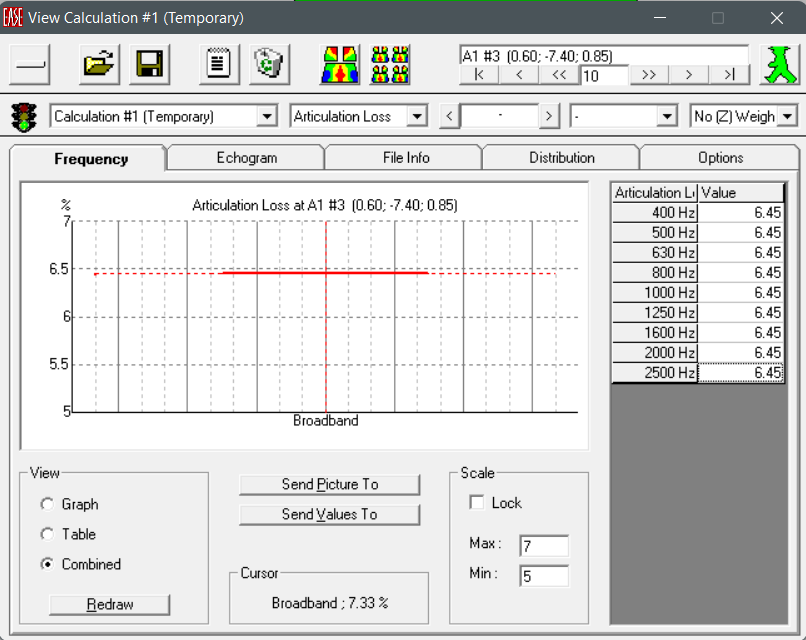 EASE View Calculation #1 (Temporary)
A1 #3 (0.60; -7.40; 0.85)
10
Calculation #1 (Temporary) Articulation Loss - - No (Z) Weigh
Frequency Echogram File Info Distribution Options
% Articulation Loss at A1 #3 (0.60; -7.40; 0.85)
7
6.5
6
5.5
5
Broadband
Articulation L Value
400 Hz 6.45
500 Hz 6.45
630 Hz 6.45
800 Hz 6.45
1000 Hz 6.45
1250 Hz 6.45
1600 Hz 6.45
2000 Hz 6.45
2500 Hz 6.45
View
Graph
Table
Combined
Redraw
Send Picture To
Send Values To
Cursor
Broadband ; 7.33 %
Scale
Lock
Max : 7
Min : 5